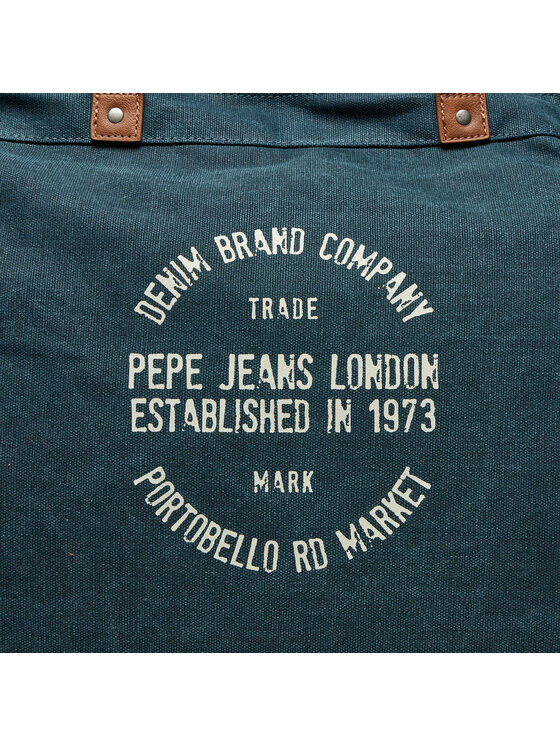 DENIM BRAND COMPANY
TRADE
PEPE JEANS LONDON
ESTABLISHED IN 1973
MARK
PORTOBELLO RD MARKET